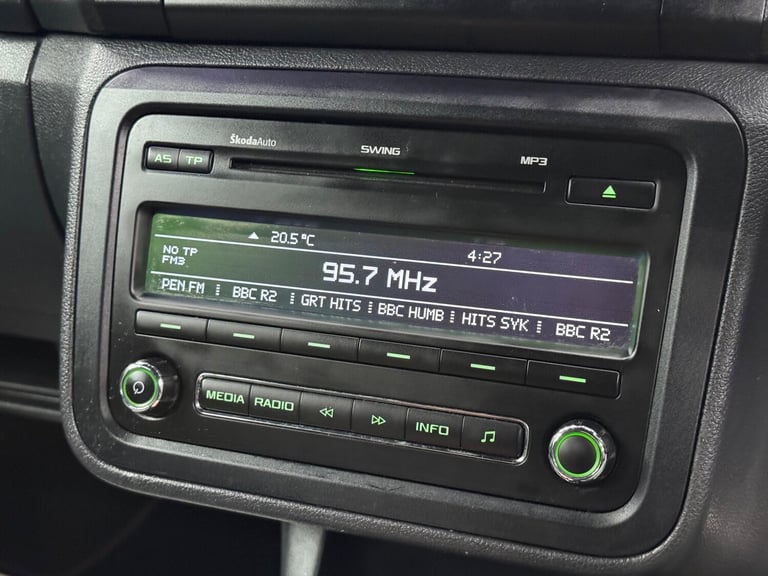 ŠkodaAuto
SWING
MP3
AS TP
20.5°C
4:27
NO TP
FM3
95.7 MHz
PEN FM BBC R2 GRT HITS BBC HUMB HITS SYK BBC R2
MEDIA RADIO INFO